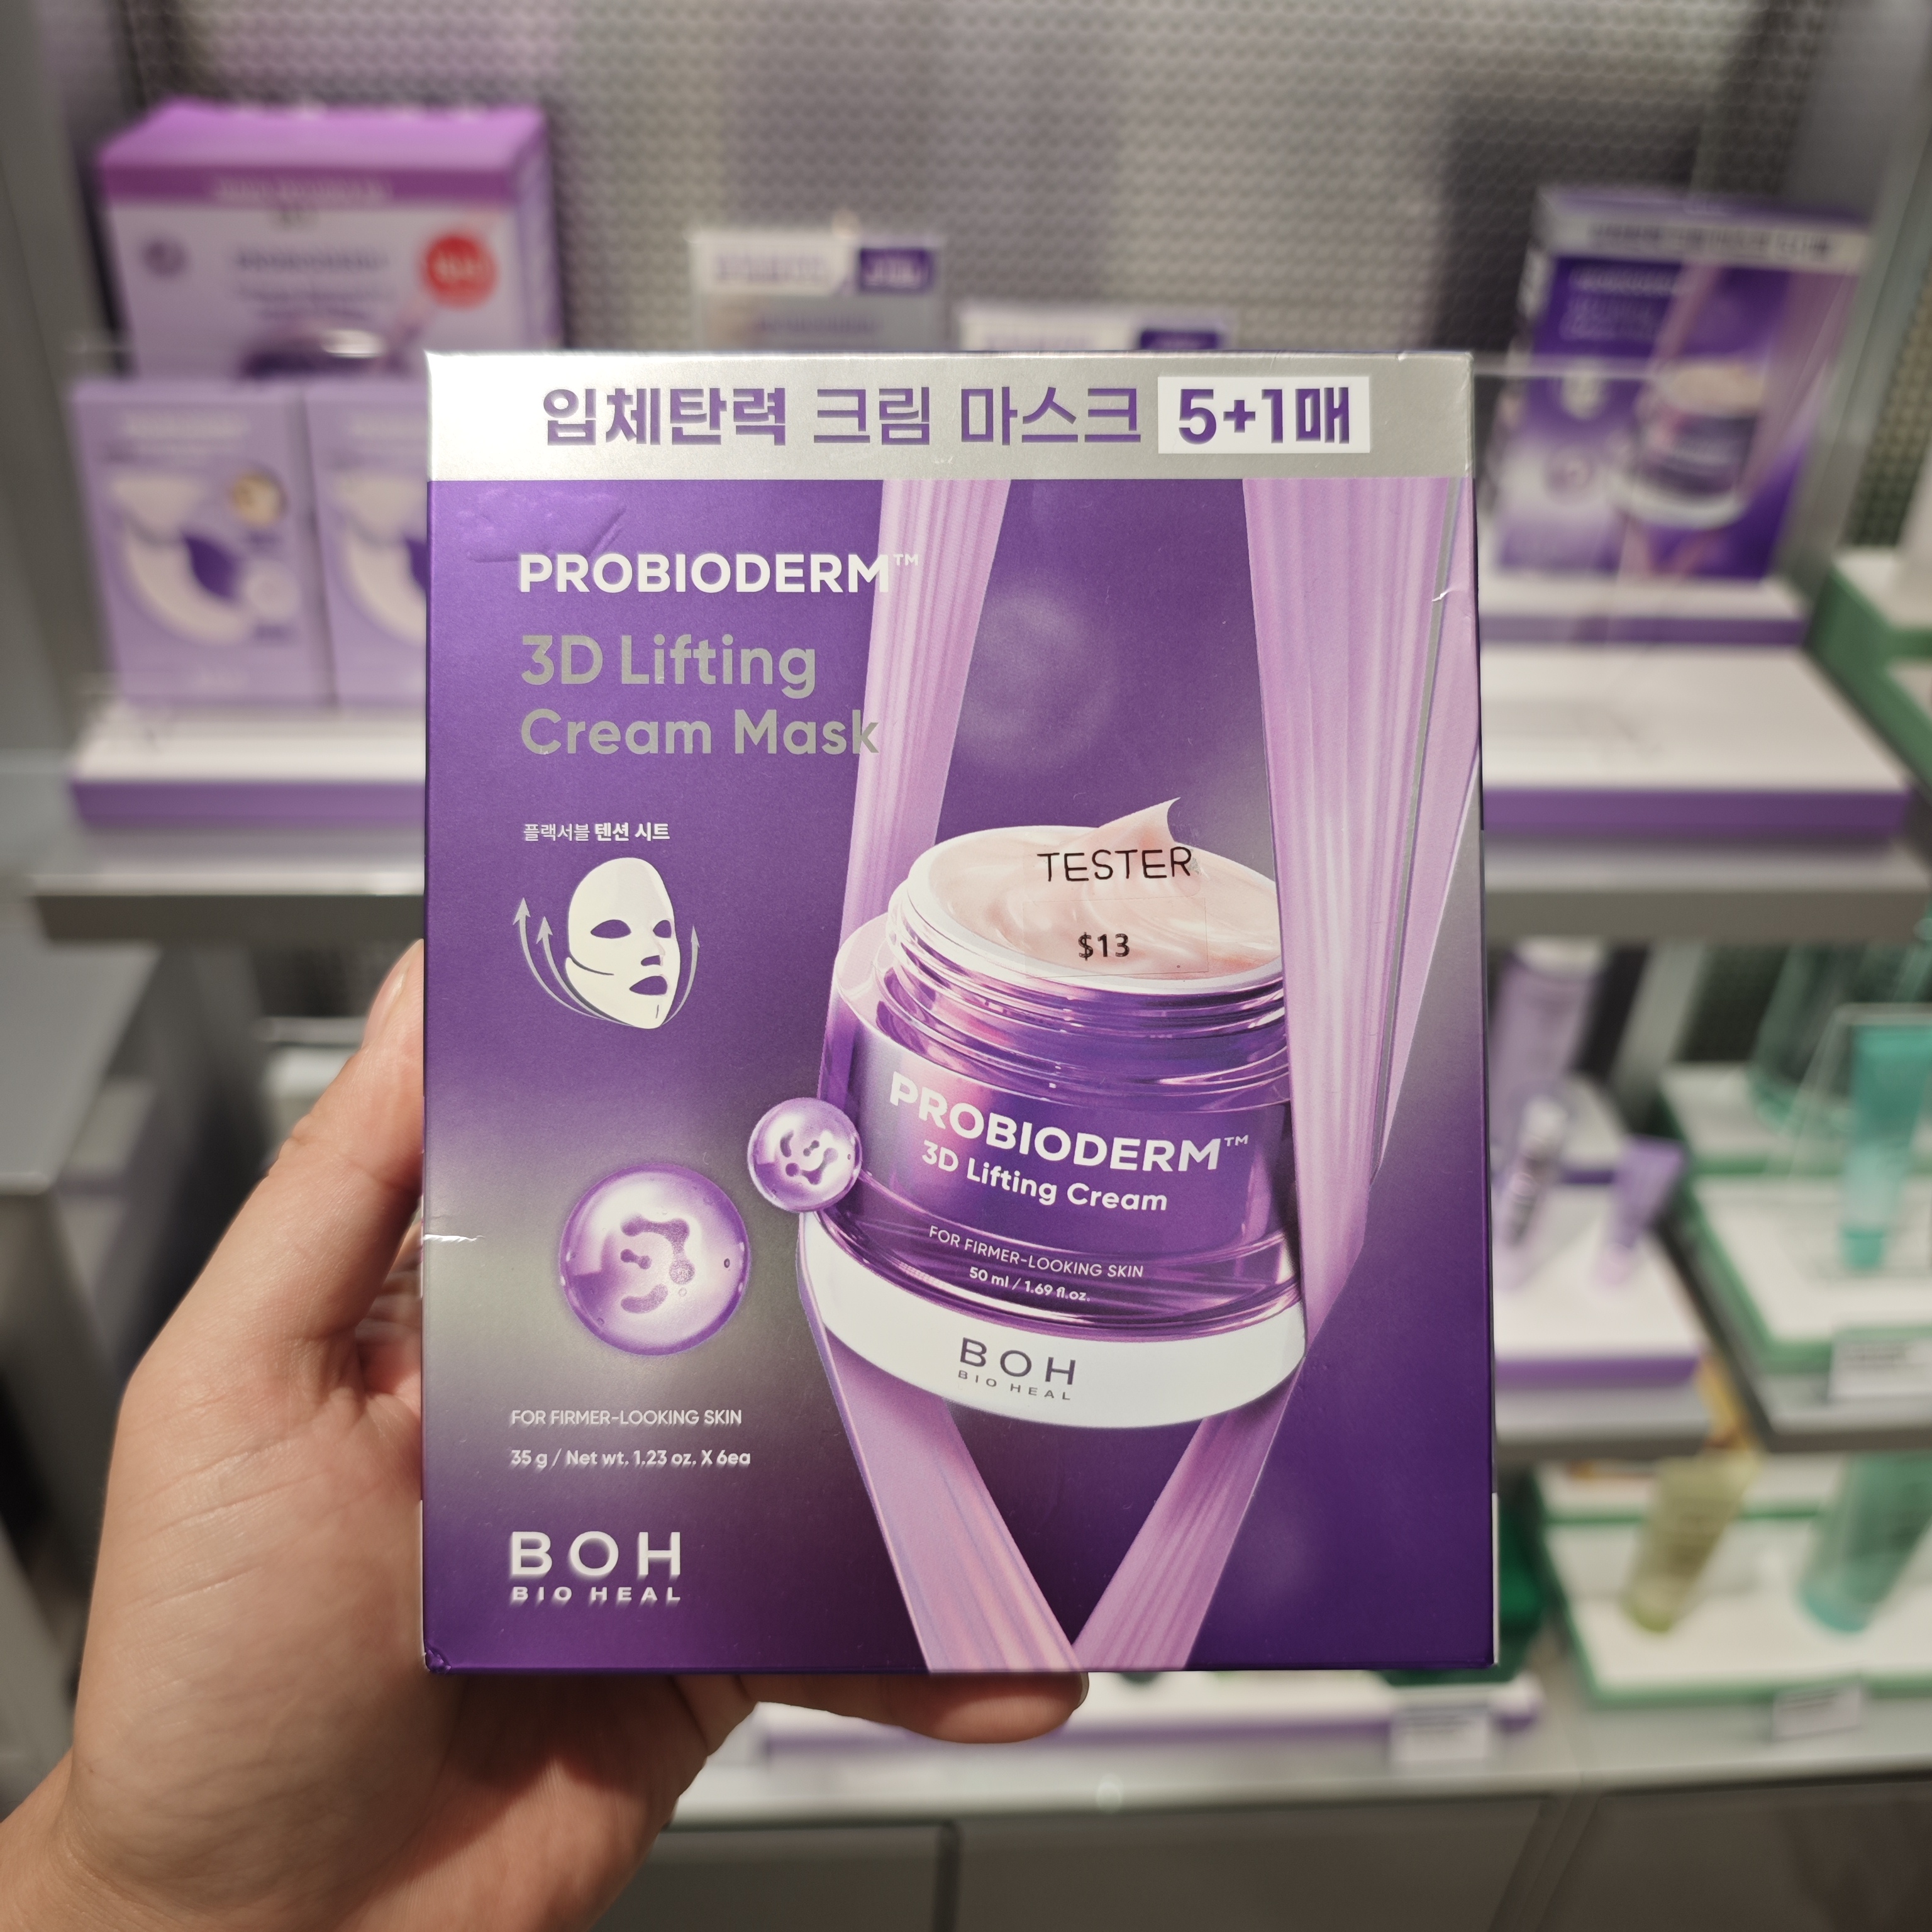 입체탄력 크림 마스크 5+1매
PROBIODERM™
3D Lifting
Cream Mask
플랙서블 텐션 시트
TESTER
$13
PROBIODERM™
3D Lifting Cream
FOR FIRMER-LOOKING SKIN
50 ml / 1.69 fl.oz.
BOH
BIO HEAL
FOR FIRMER-LOOKING SKIN
35 g / Net wt. 1.23 oz. X 6ea
BOH
BIO HEAL